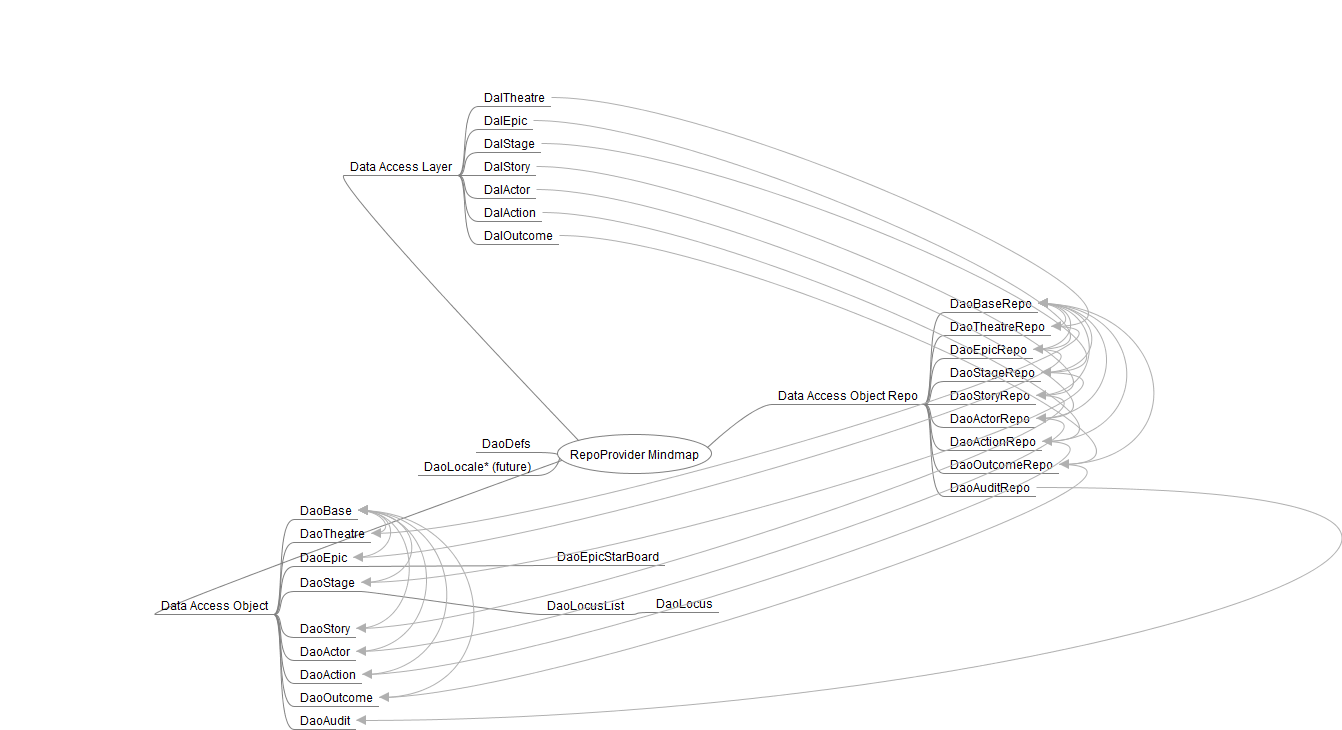 DalTheatre
DalEpic
DalStage
Data Access Layer
DalStory
DalActor
DalAction
DalOutcome
DaoBaseRepo
DaoTheatreRepo
DaoEpicRepo
DaoStageRepo
Data Access Object Repo
DaoStoryRepo
DaoActorRepo
DaoActionRepo
DaoOutcomeRepo
DaoAuditRepo
DaoDefs
RepoProvider Mindmap
DaoLocale* (future)
DaoBase
DaoTheatre
DaoEpic
DaoEpicStarBoard
DaoStage
Data Access Object
DaoLocusList
DaoLocus
DaoStory
DaoActor
DaoAction
DaoOutcome
DaoAudit